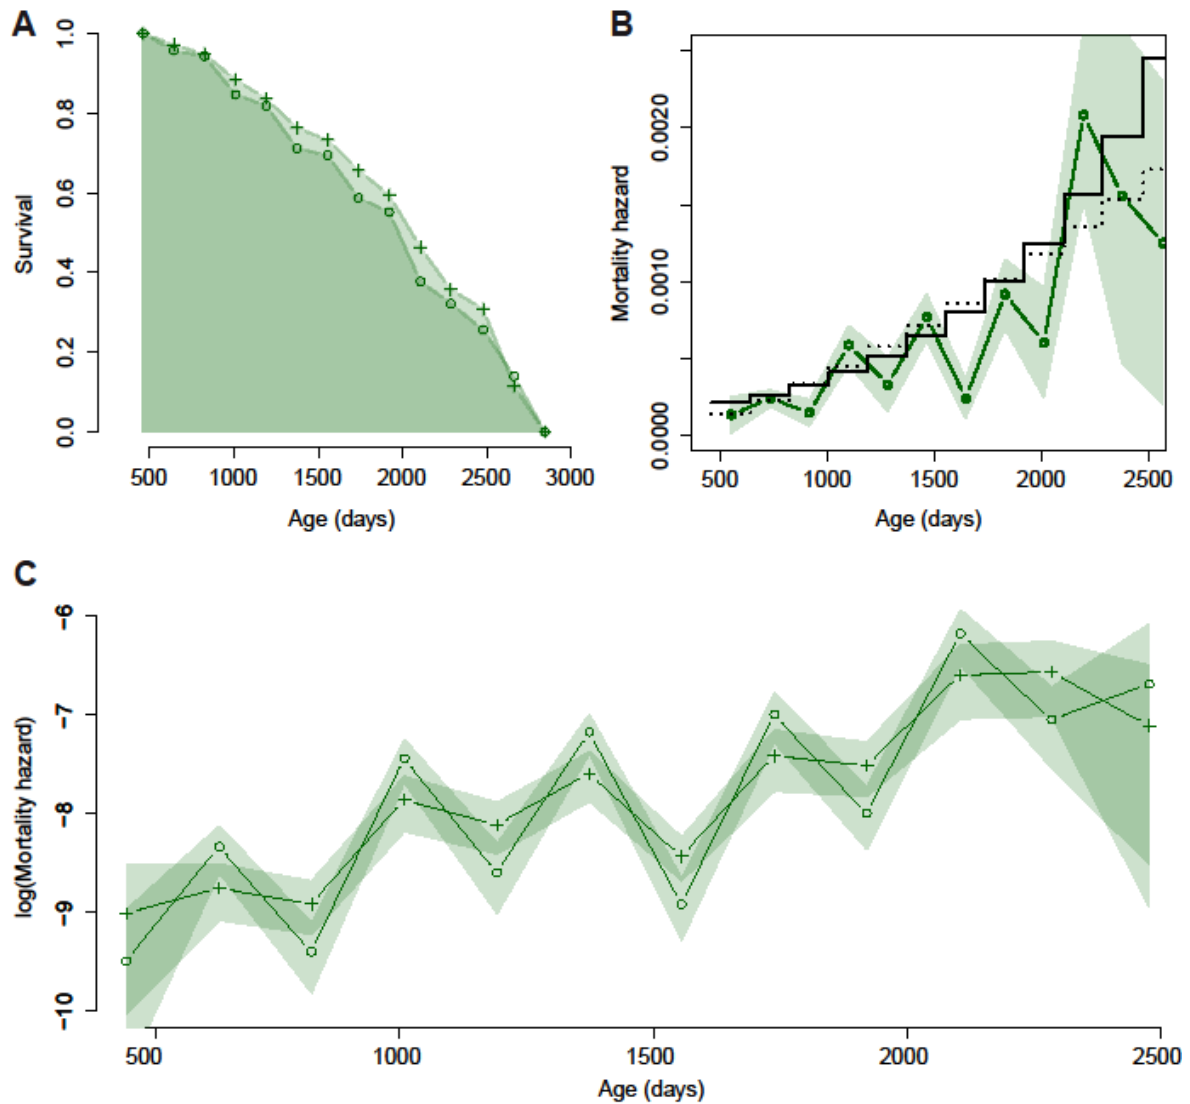 A
Survival
1.0
0.8
0.6
0.4
0.2
0.0
500 1000 1500 2000 2500 3000
Age (days)
B
Mortality hazard
0.0020
0.0010
0.0000
500 1000 1500 2000 2500
Age (days)
C
log(Mortality hazard)
−6
−7
−8
−9
−10
500 1000 1500 2000 2500
Age (days)